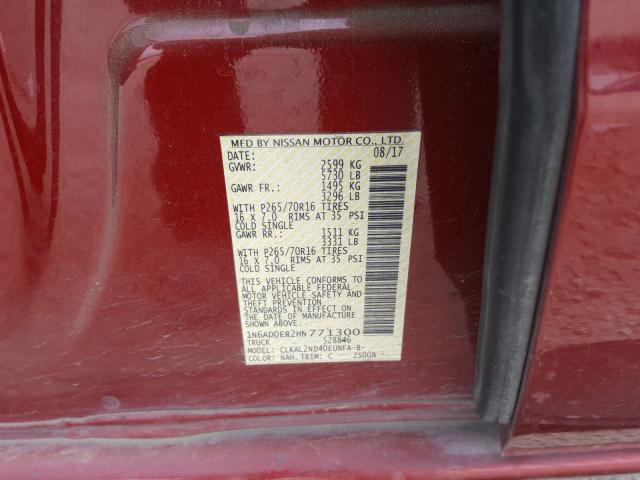 MFD BY NISSAN MOTOR CO., LTD.
DATE: 08/17
GVWR: 2599 KG
5730 LB
GAWR FR.: 1495 KG
3296 LB
WITH P265/70R16 TIRES
16 X 7.0 RIMS AT 35 PSI
COLD SINGLE
GAWR RR.: 1511 KG
3331 LB
WITH P265/70R16 TIRES
16 X 7.0 RIMS AT 35 PSI
COLD SINGLE
THIS VEHICLE CONFORMS TO
ALL APPLICABLE FEDERAL
MOTOR VEHICLE SAFETY AND
THEFT PREVENTION
STANDARDS IN EFFECT
ON THE DATE OF
MANUFACTURE SHOWN
ABOVE.
1N6AD0ER2HN771300
TRUCK 528846
MODEL: CLKAL2ND40EUNFA-B-
COLOR: NAH, TRIM: C – ZS00A